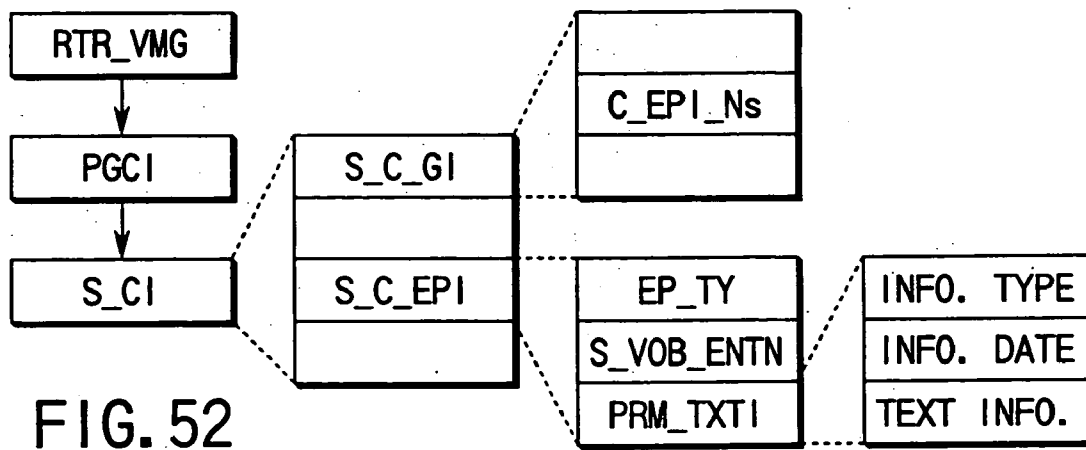 RTR_VMG
PGCI
S_CI
S_C_GI
S_C_EPI
C_EPI_Ns
EP_TY
S_VOB_ENTN
PRM_TXTI
INFO. TYPE
INFO. DATE
TEXT INFO.
FIG. 52